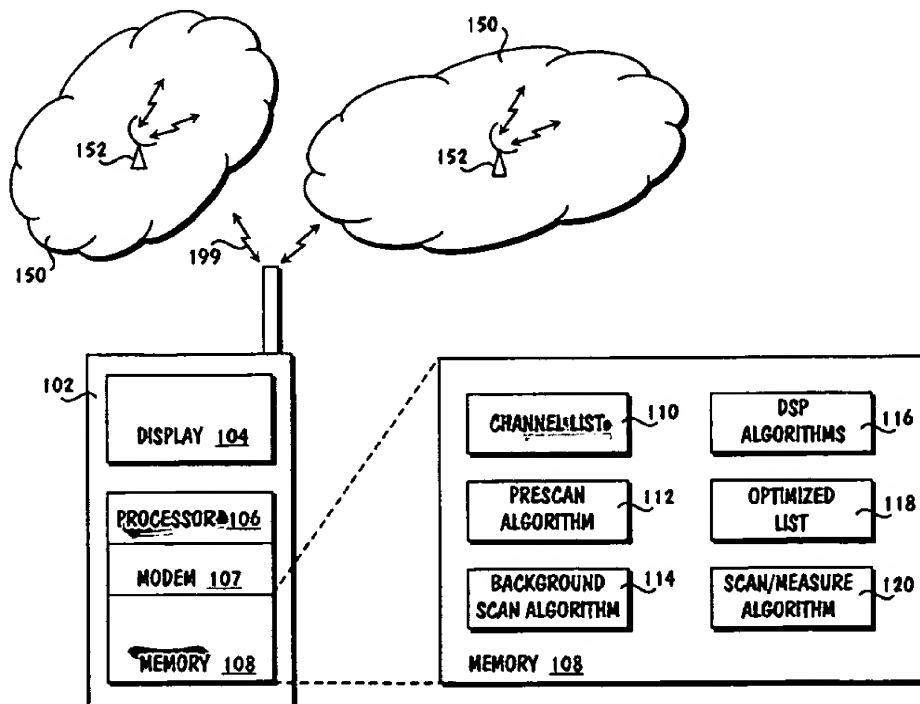 150
152
152
150
199
102
DISPLAY 104
PROCESSOR 106
MODEM 107
MEMORY 108
CHANNEL LIST
110
DSP
ALGORITHMS
116
PRESCAN
ALGORITHM
112
OPTIMIZED
LIST
118
BACKGROUND
SCAN ALGORITHM
114
SCAN/MEASURE
ALGORITHM
120
MEMORY 108